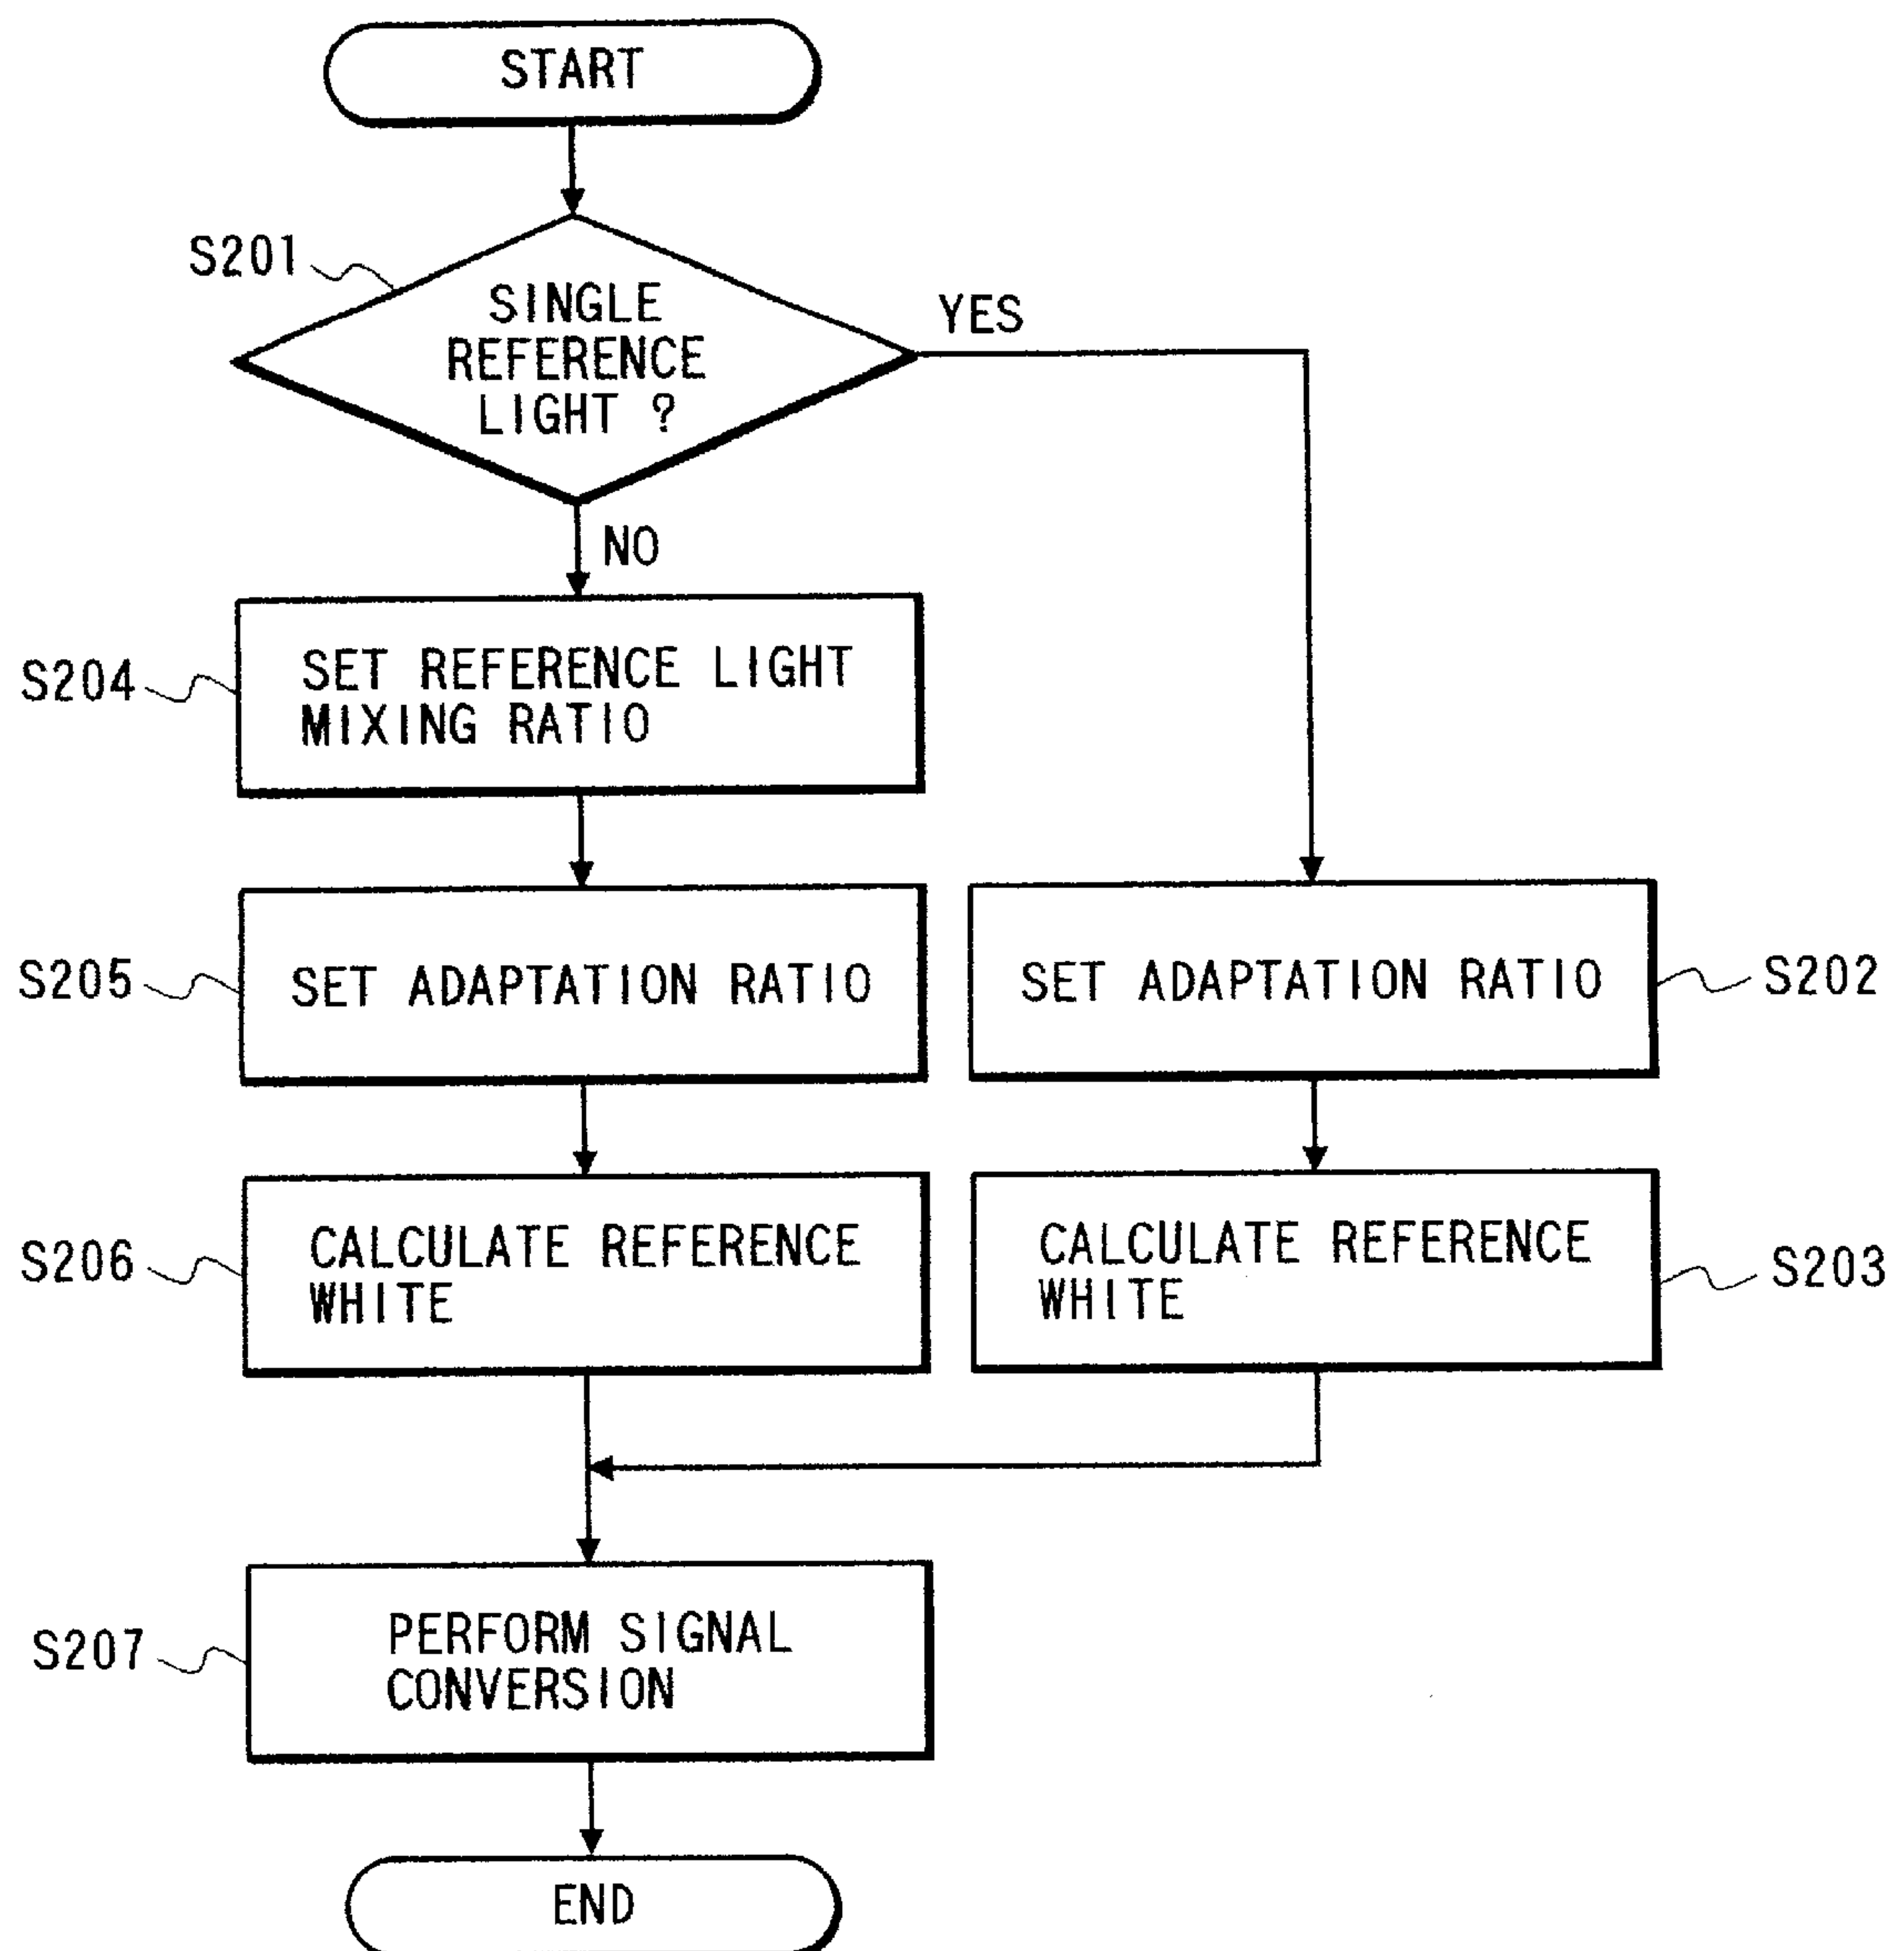 START
S201
SINGLE
REFERENCE
LIGHT ?
YES
NO
S204
SET REFERENCE LIGHT
MIXING RATIO
S205
SET ADAPTATION RATIO
SET ADAPTATION RATIO
S202
S206
CALCULATE REFERENCE
WHITE
CALCULATE REFERENCE
WHITE
S203
S207
PERFORM SIGNAL
CONVERSION
END